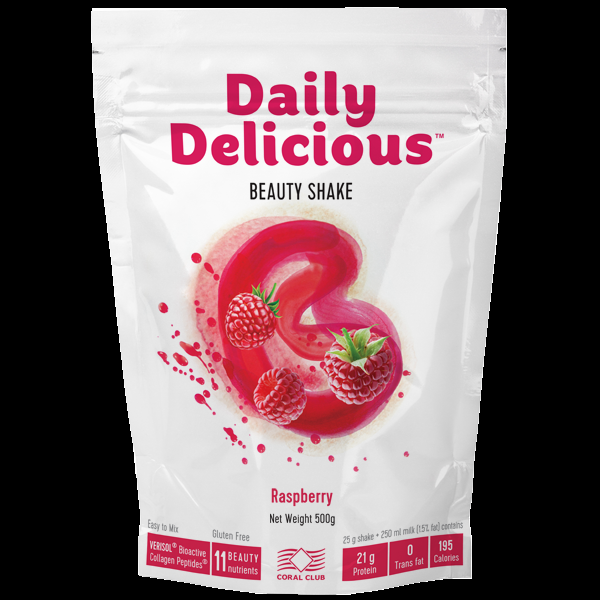 Daily
Delicious™
BEAUTY SHAKE
Raspberry
Net Weight 500g
Easy to Mix
Gluten Free
25 g shake • 250 ml milk (1.5% fat) contains
VERISOL® Bioactive
Collagen Peptides®
11 BEAUTY
nutrients
CORAL CLUB
21 g
Protein
0
Trans fat
195
Calories